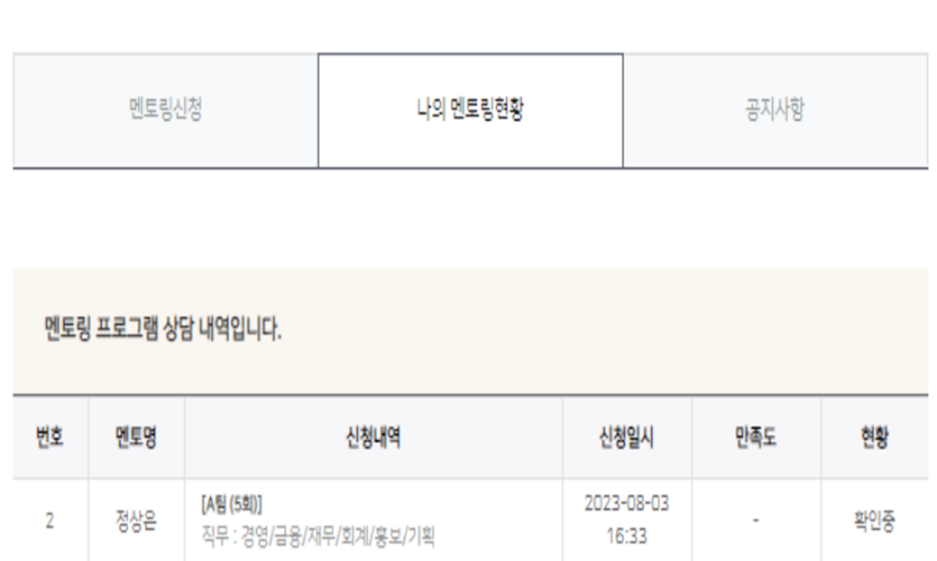 멘토링신청
나의 멘토링현황
공지사항
멘토링 프로그램 상담 내역입니다.
번호
멘토명
신청내역
신청일시
만족도
현황
2
정상은
[A팀 (5회)]
직무 : 경영/금융/재무/회계/홍보/기획
2023-08-03
16:33
-
확인중